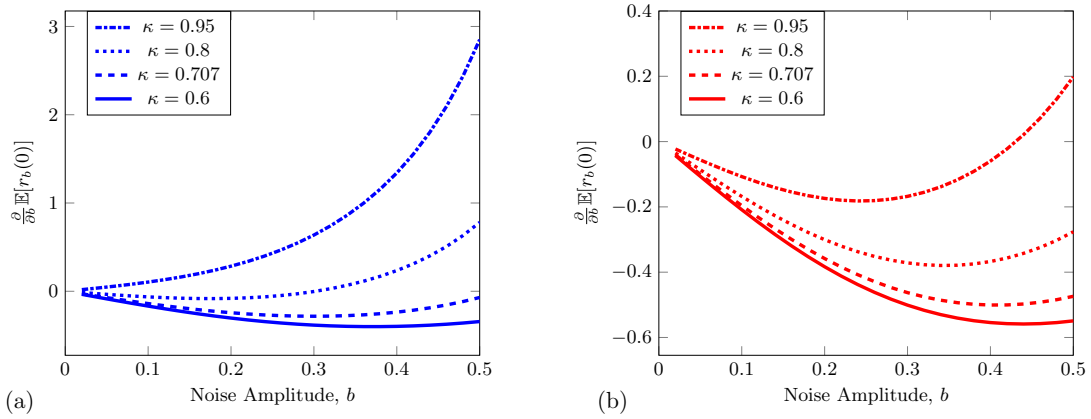 3
2
1
0
0
0.1
0.2
0.3
0.4
0.5
κ = 0.95
κ = 0.8
κ = 0.707
κ = 0.6
∂/∂b 𝔼[r_b(0)]
Noise Amplitude, b
(a)
0.4
0.2
0
−0.2
−0.4
−0.6
0
0.1
0.2
0.3
0.4
0.5
κ = 0.95
κ = 0.8
κ = 0.707
κ = 0.6
∂/∂b 𝔼[r_b(0)]
Noise Amplitude, b
(b)